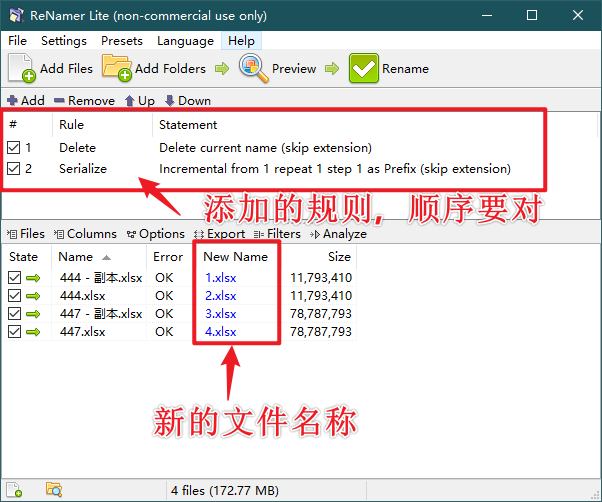 ReNamer Lite (non-commercial use only)
File Settings Presets Language Help
Add Files Add Folders Preview Rename
Add Remove Up Down
# Rule Statement
1 Delete Delete current name (skip extension)
2 Serialize Incremental from 1 repeat 1 step 1 as Prefix (skip extension)
添加的规则，顺序要对
Files Columns Options Export Filters Analyze
State Name Error New Name Size
444 - 副本.xlsx OK 1.xlsx 11,793,410
444.xlsx OK 2.xlsx 11,793,410
447 - 副本.xlsx OK 3.xlsx 78,787,793
447.xlsx OK 4.xlsx 78,787,793
新的文件名称
4 files (172.77 MB)